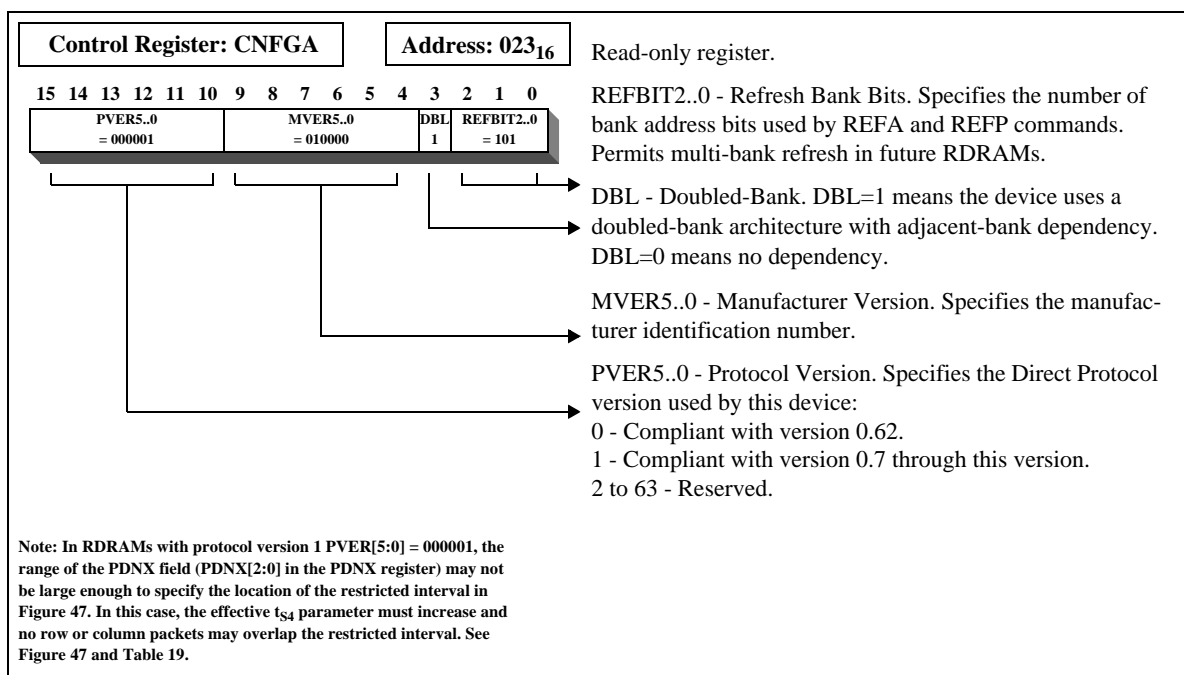 Control Register: CNFGA
Address: 023₁₆
15 14 13 12 11 10 9 8 7 6 5 4 3 2 1 0
PVER5..0 MVER5..0 DBL REFBIT2..0
= 000001 = 010000 1 = 101
Read-only register.
REFBIT2..0 - Refresh Bank Bits. Specifies the number of
bank address bits used by REFA and REFP commands.
Permits multi-bank refresh in future RDRAMs.
DBL - Doubled-Bank. DBL=1 means the device uses a
doubled-bank architecture with adjacent-bank dependency.
DBL=0 means no dependency.
MVER5..0 - Manufacturer Version. Specifies the manufac-
turer identification number.
PVER5..0 - Protocol Version. Specifies the Direct Protocol
version used by this device:
0 - Compliant with version 0.62.
1 - Compliant with version 0.7 through this version.
2 to 63 - Reserved.
Note: In RDRAMs with protocol version 1 PVER[5:0] = 000001, the
range of the PDNX field (PDNX[2:0] in the PDNX register) may not
be large enough to specify the location of the restricted interval in
Figure 47. In this case, the effective tS4 parameter must increase and
no row or column packets may overlap the restricted interval. See
Figure 47 and Table 19.